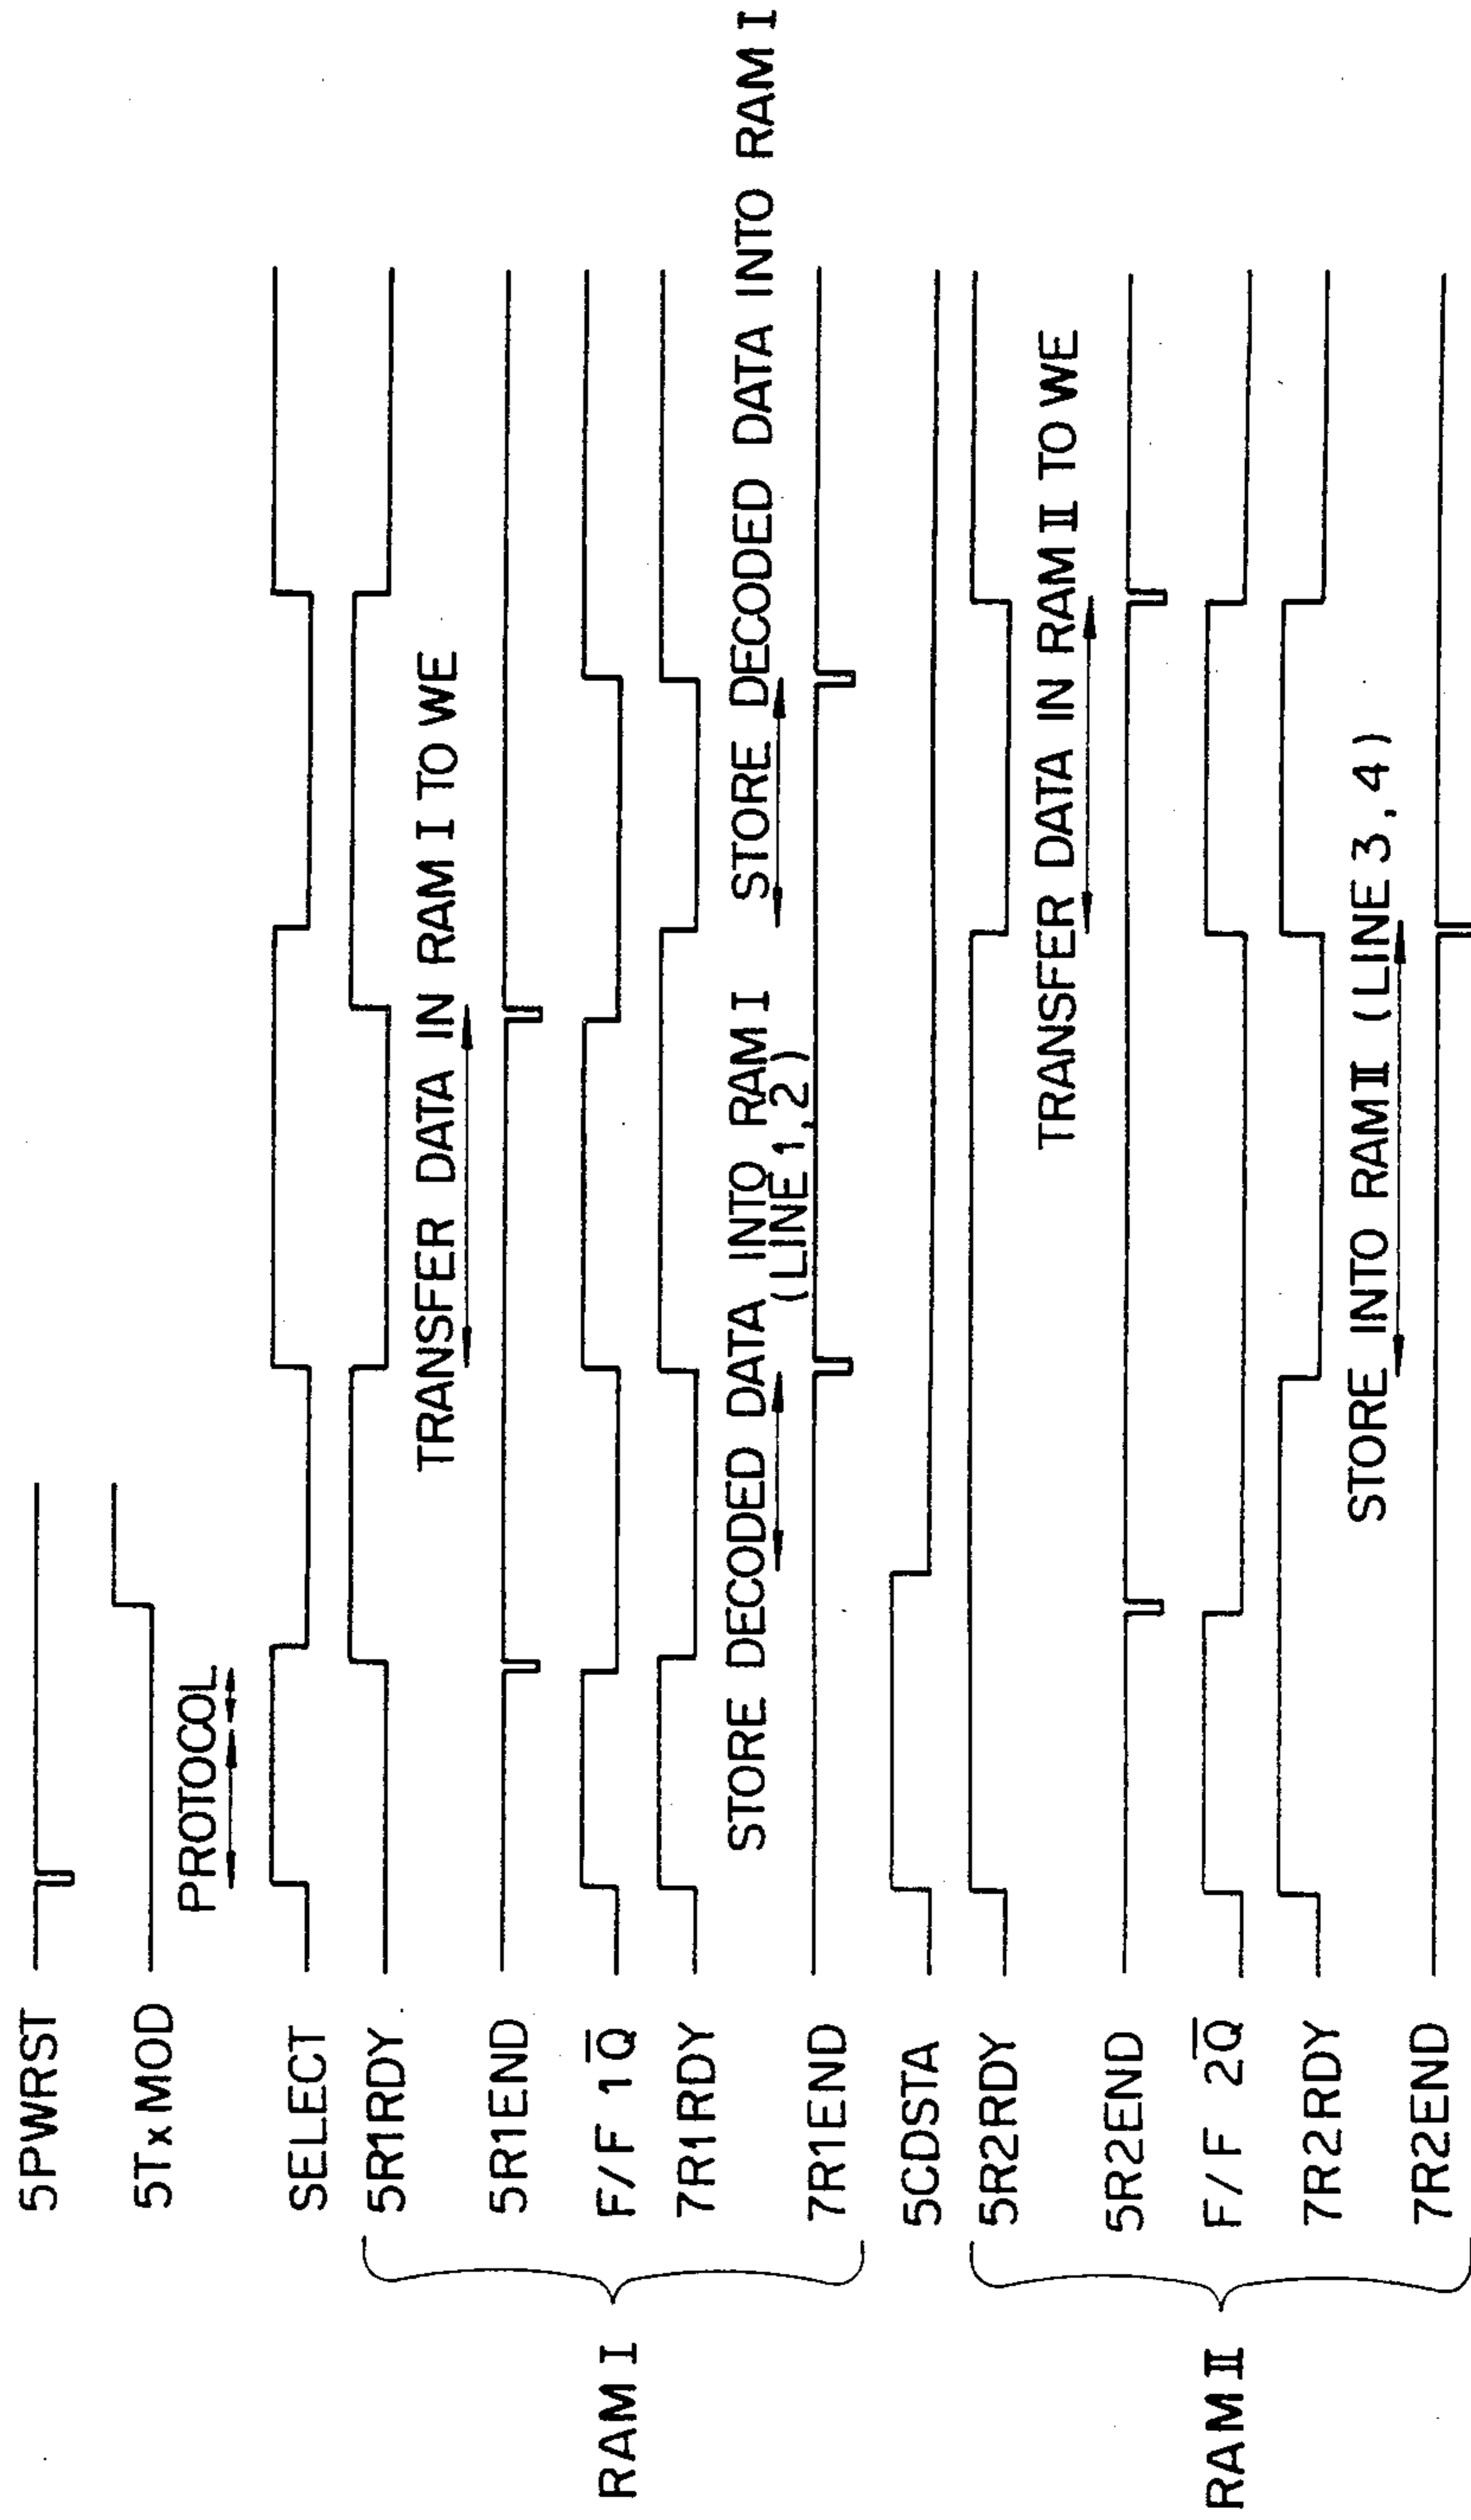 5PWRST
5TxMOD
PROTOCOL
SELECT
5R1RDY
TRANSFER DATA IN RAM I TO WE
5R1END
F/F 1Q̅
7R1RDY
STORE DECODED DATA INTO RAM I
(LINE 1,2)
STORE DECODED DATA INTO RAM I
7R1END
RAM I
5CDSTA
5R2RDY
TRANSFER DATA IN RAM II TO WE
5R2END
F/F 2Q̅
7R2RDY
STORE INTO RAM II (LINE 3,4)
7R2END
RAM II